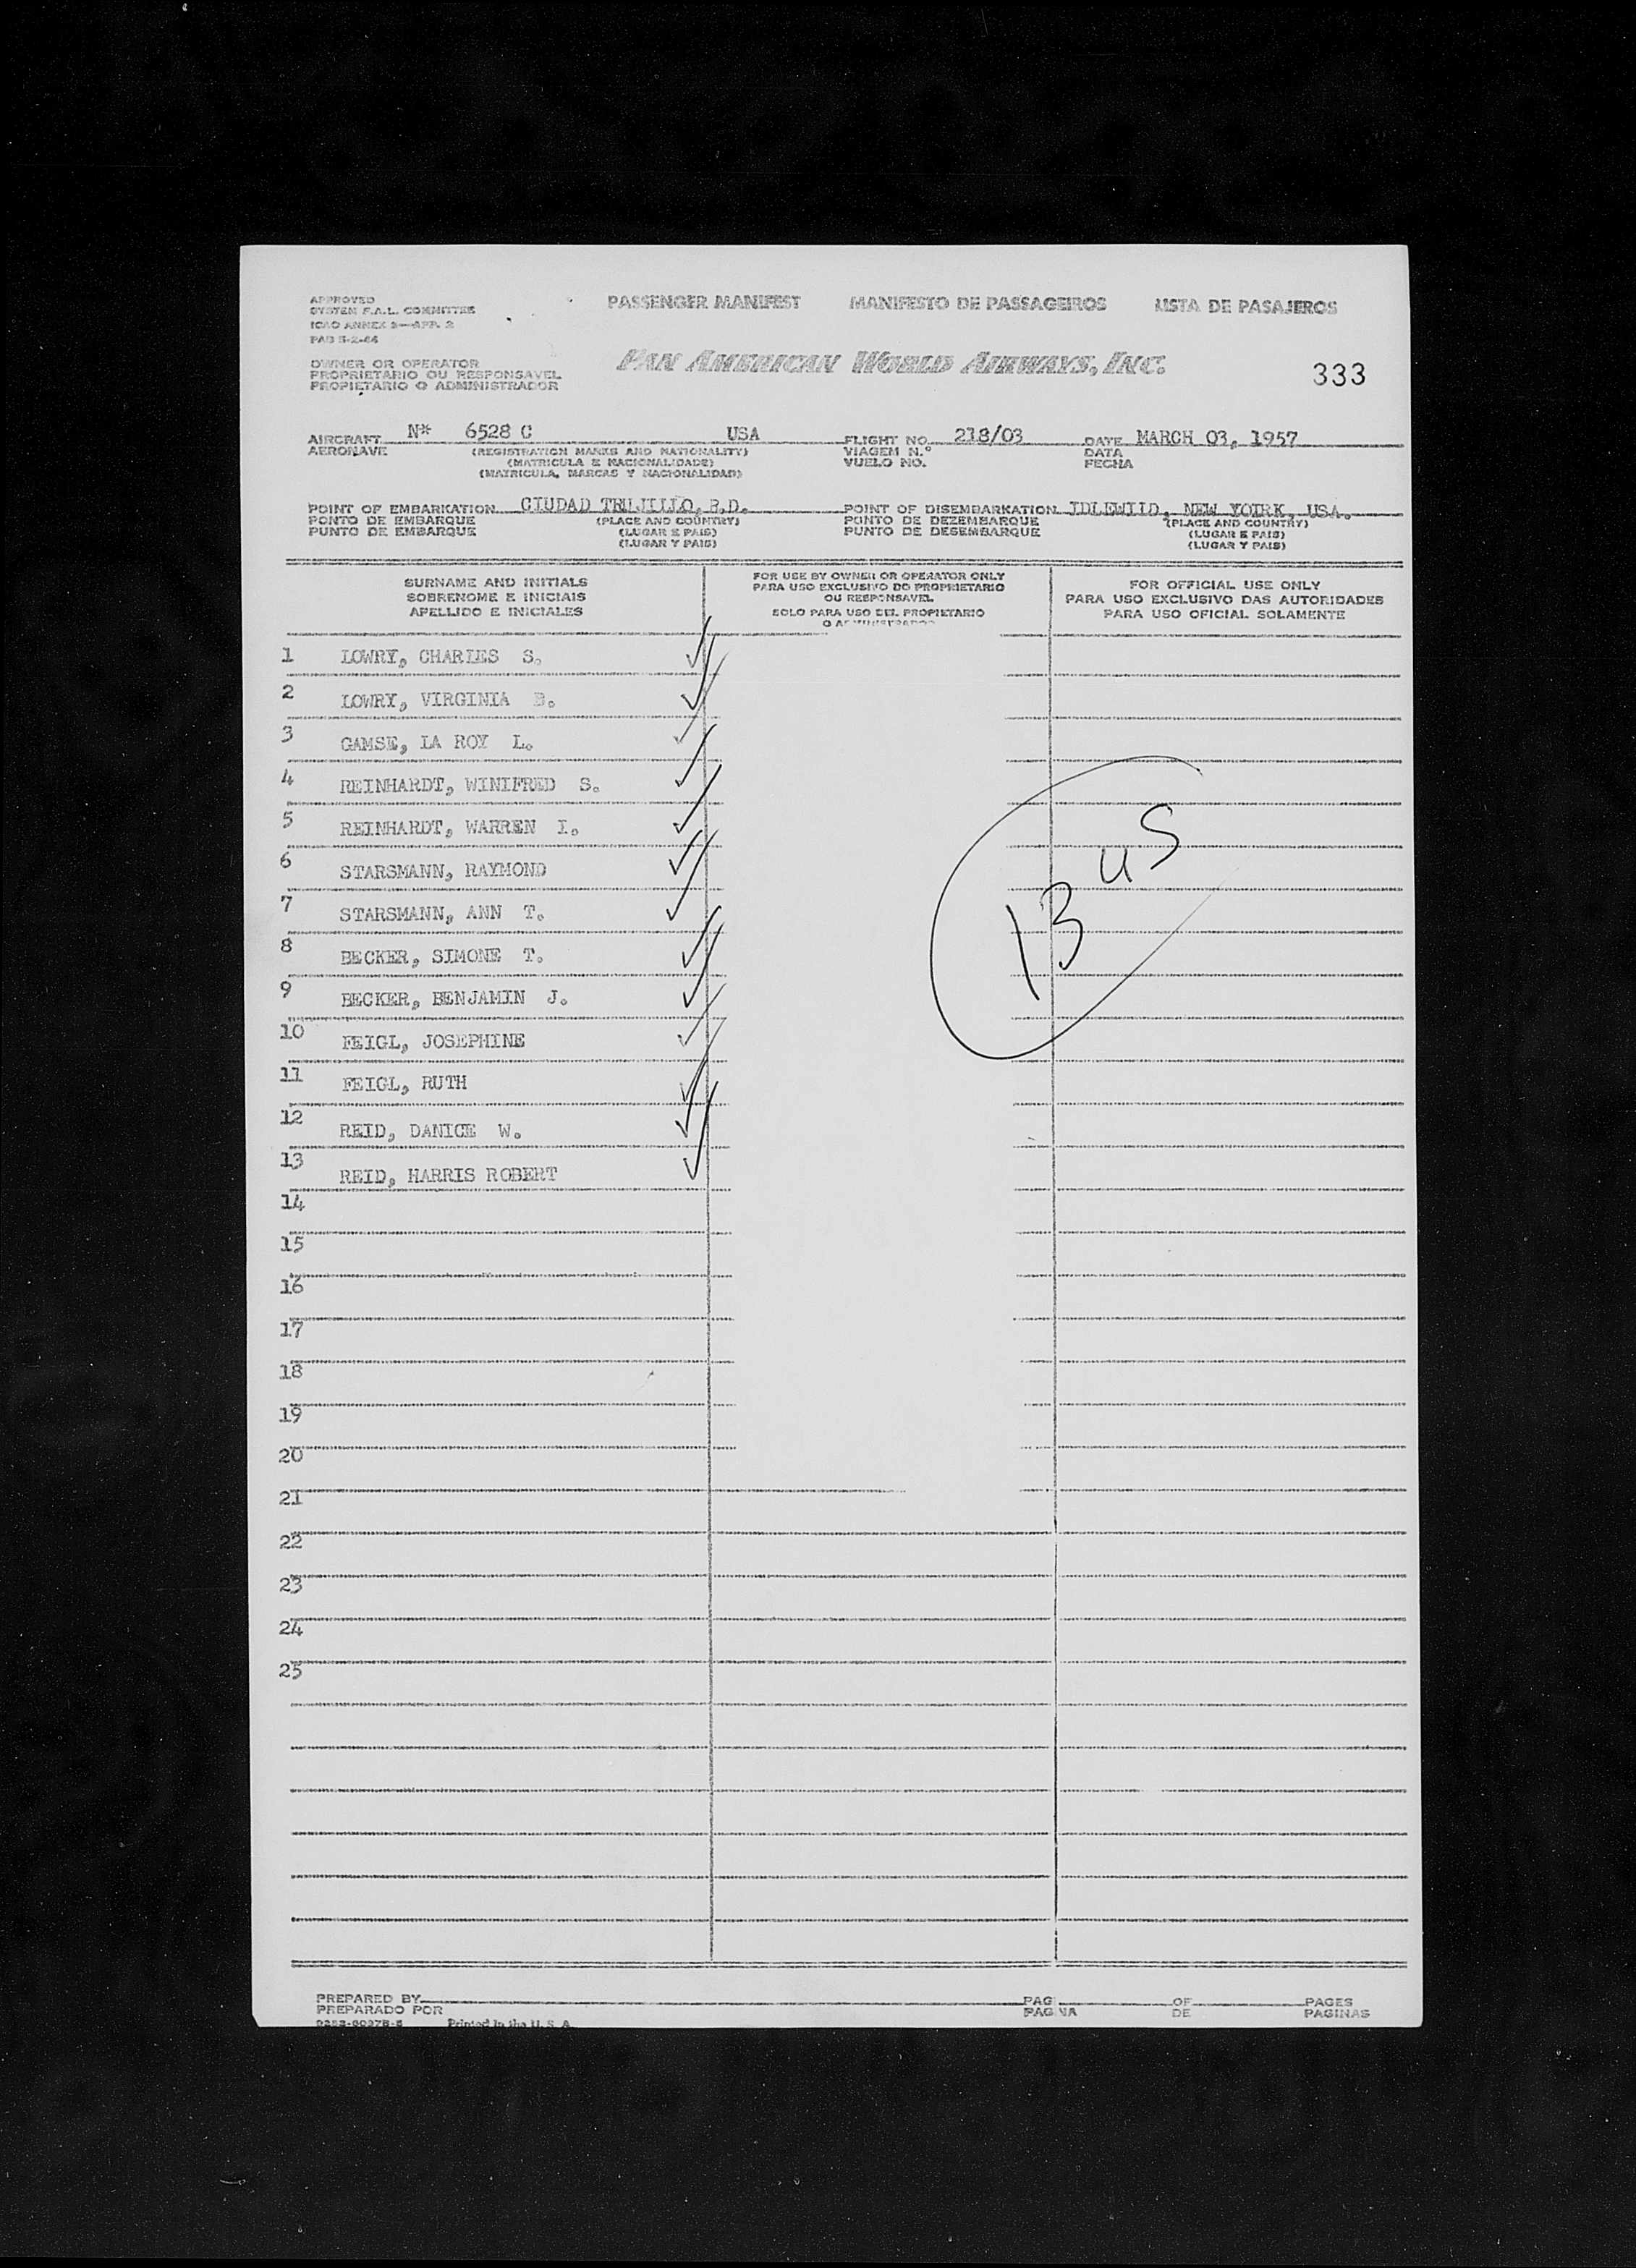 APPROVED
SYSTEM F.A.L. COMMITTEE
ICAO ANNEX 9—APP. 2
PASSENGER MANIFEST MANIFESTO DE PASSAGEIROS LISTA DE PASAJEROS
OWNER OR OPERATOR
PROPRIETARIO OU RESPONSAVEL
PROPIETARIO O ADMINISTRADOR
PAN AMERICAN WORLD AIRWAYS, INC.
333
AIRCRAFT N* 6528 C USA FLIGHT NO. 218/03 DATE MARCH 03, 1957
AERONAVE (REGISTRATION MARKS AND NATIONALITY) VIAGEM N.º DATA
(MATRICULA E NACIONALIDADE) VUELO NO. FECHA
(MATRICULA, MARCAS Y NACIONALIDAD)
POINT OF EMBARKATION CIUDAD TRUJILLO, R.D. POINT OF DISEMBARKATION IDLEWILD, NEW YOIRK, USA.
PONTO DE EMBARQUE (PLACE AND COUNTRY) PONTO DE DEZEMBARQUE (PLACE AND COUNTRY)
PUNTO DE EMBARQUE (LUGAR E PAIS) PUNTO DE DESEMBARQUE (LUGAR E PAIS)
(LUGAR Y PAIS) (LUGAR Y PAIS)
SURNAME AND INITIALS
SOBRENOME E INICIAIS
APELLIDO E INICIALES
FOR USE BY OWNER OR OPERATOR ONLY
PARA USO EXCLUSIVO DO PROPRIETARIO
OU RESPONSAVEL
SOLO PARA USO DEL PROPIETARIO
O ADMINISTRADOR
FOR OFFICIAL USE ONLY
PARA USO EXCLUSIVO DAS AUTORIDADES
PARA USO OFICIAL SOLAMENTE
1 LOWRY, CHARLES S.
2 LOWRY, VIRGINIA B.
3 GAMSE, LA ROY L.
4 REINHARDT, WINIFRED S.
5 REINHARDT, WARREN I.
6 STARSMANN, RAYMOND
7 STARSMANN, ANN T.
8 BECKER, SIMONE T.
9 BECKER, BENJAMIN J.
10 FEIGL, JOSEPHINE
11 FEIGL, RUTH
12 REID, DANICE W.
13 REID, HARRIS ROBERT
13 US
14
15
16
17
18
19
20
21
22
23
24
25
PREPARED BY PAG OF PAGES
PREPARADO POR PAGINA DE PAGINAS
Printed in the U. S. A.